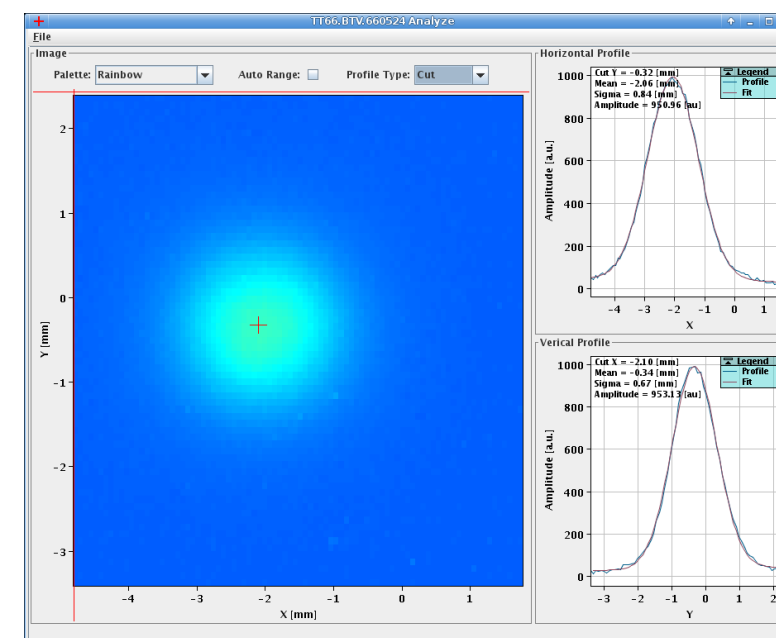 TT66.BTV.660524 Analyze
File
Image
Palette: Rainbow Auto Range: Profile Type: Cut
2
1
0
-1
-2
-3
Y [mm]
-4 -3 -2 -1 0 1
X [mm]
Horizontal Profile
Cut Y = -0.32 [mm]
Mean = -2.06 [mm]
Sigma = 0.84 [mm]
Amplitude = 950.96 [au]
Legend
Profile
Fit
1000
800
600
400
200
0
Amplitude [a.u.]
-4 -3 -2 -1 0 1
X
Verical Profile
Cut X = -2.10 [mm]
Mean = -0.34 [mm]
Sigma = 0.67 [mm]
Amplitude = 953.13 [au]
Legend
Profile
Fit
1000
800
600
400
200
0
Amplitude [a.u.]
-3 -2 -1 0 1 2
Y